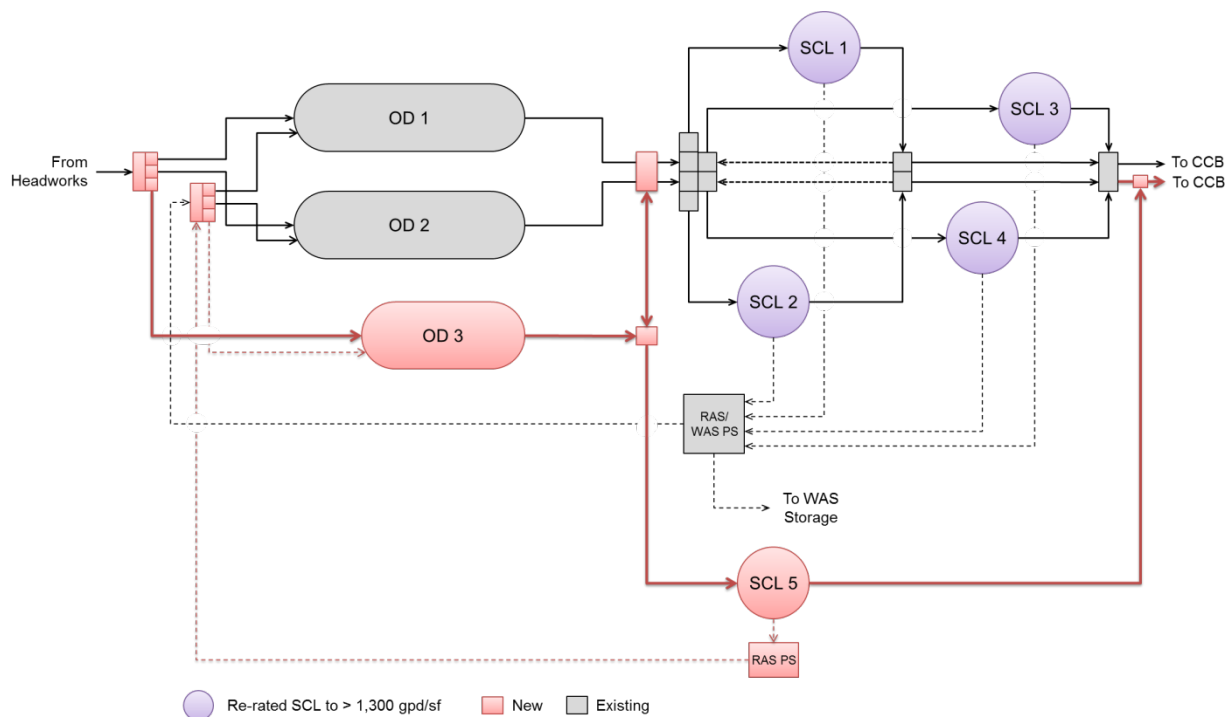 SCL 1
SCL 3
OD 1
From
Headworks
To CCB
To CCB
OD 2
SCL 4
SCL 2
OD 3
RAS/
WAS PS
To WAS
Storage
SCL 5
RAS PS
Re-rated SCL to > 1,300 gpd/sf
New
Existing